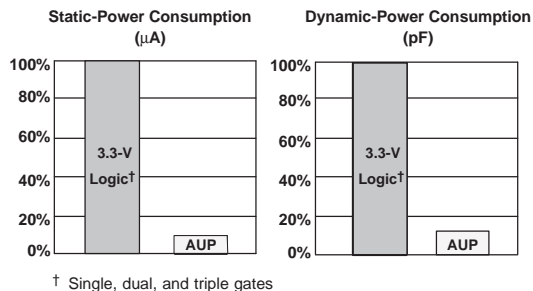 Static-Power Consumption
(µA)
100%
80%
60%
40%
20%
0%
3.3-V
Logic†
AUP
Dynamic-Power Consumption
(pF)
100%
80%
60%
40%
20%
0%
3.3-V
Logic†
AUP
† Single, dual, and triple gates